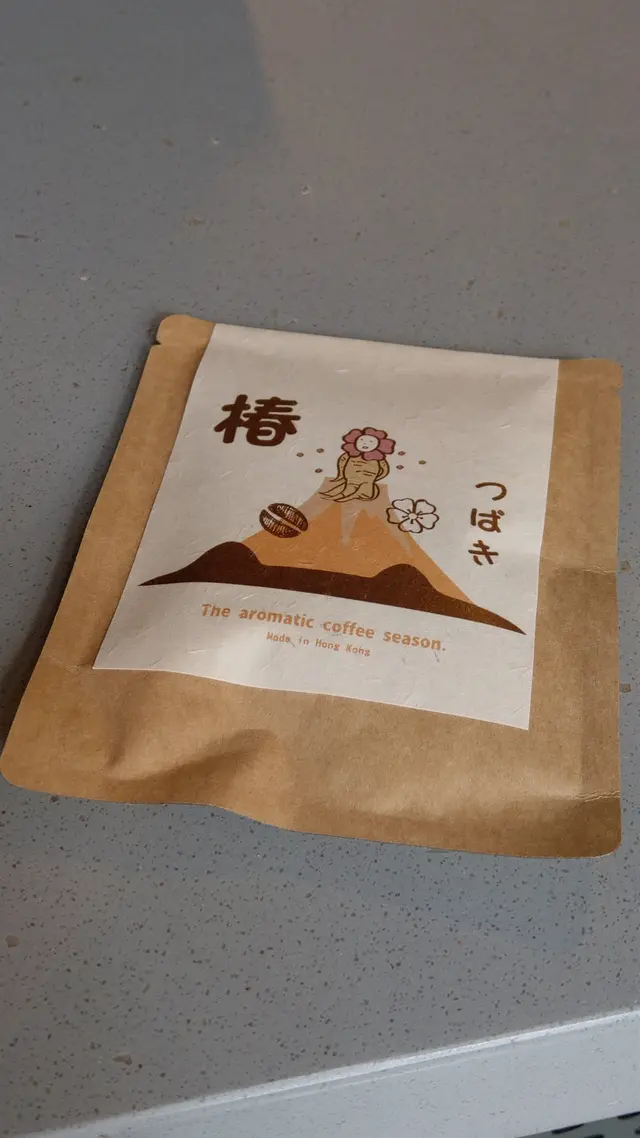 椿
つばき
The aromatic coffee season.
Made in Hong Kong